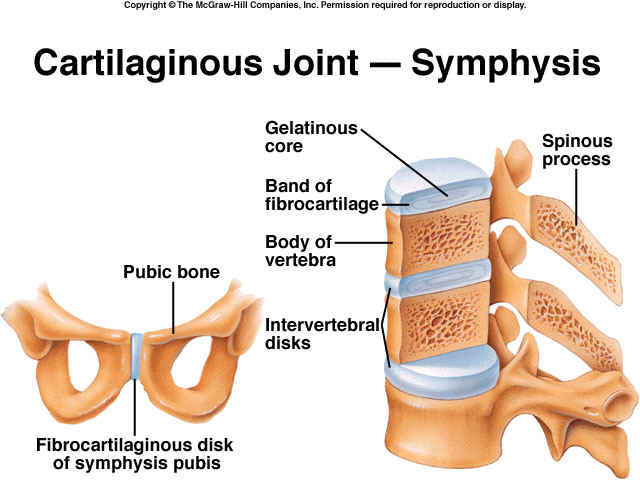 Copyright © The McGraw-Hill Companies, Inc. Permission required for reproduction or display.
Cartilaginous Joint — Symphysis
Gelatinous
core
Spinous
process
Band of
fibrocartilage
Body of
vertebra
Pubic bone
Intervertebral
disks
Fibrocartilaginous disk
of symphysis pubis